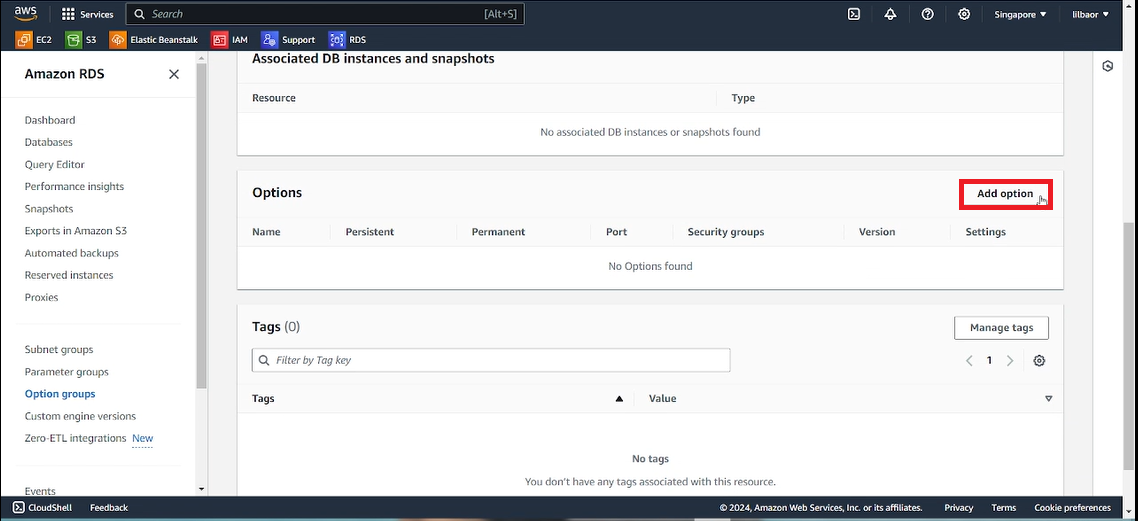 aws
Services
Search
[Alt+S]
Singapore
lilbaor
EC2
S3
Elastic Beanstalk
IAM
Support
RDS
Amazon RDS
Dashboard
Databases
Query Editor
Performance insights
Snapshots
Exports in Amazon S3
Automated backups
Reserved instances
Proxies
Subnet groups
Parameter groups
Option groups
Custom engine versions
Zero-ETL integrations New
Events
Associated DB instances and snapshots
Resource Type
No associated DB instances or snapshots found
Options
Add option
Name Persistent Permanent Port Security groups Version Settings
No Options found
Tags (0)
Manage tags
Filter by Tag key
1
Tags Value
No tags
You don't have any tags associated with this resource.
CloudShell Feedback
© 2024, Amazon Web Services, Inc. or its affiliates. Privacy Terms Cookie preferences